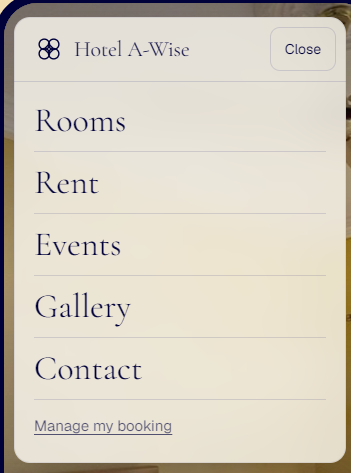 Hotel A-Wise
Close
Rooms
Rent
Events
Gallery
Contact
Manage my booking